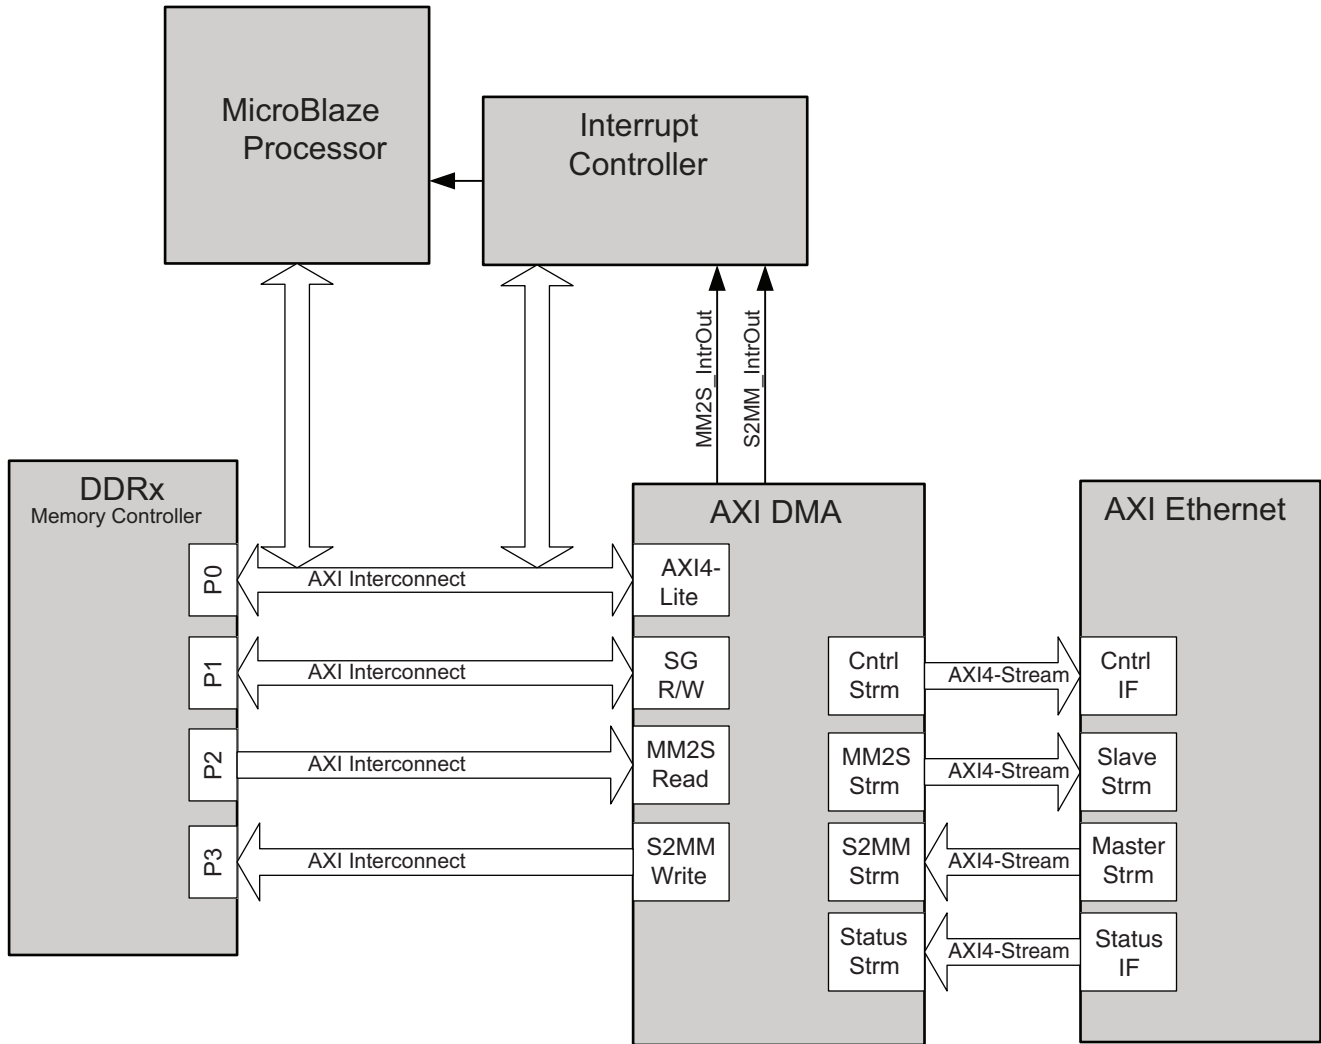 MicroBlaze
Processor
Interrupt
Controller
MM2S_IntrOut
S2MM_IntrOut
DDRx
Memory Controller
AXI DMA
AXI Ethernet
P0
AXI Interconnect
AXI4-
Lite
P1
AXI Interconnect
SG
R/W
Cntrl
Strm
AXI4-Stream
Cntrl
IF
P2
AXI Interconnect
MM2S
Read
MM2S
Strm
AXI4-Stream
Slave
Strm
P3
AXI Interconnect
S2MM
Write
S2MM
Strm
AXI4-Stream
Master
Strm
Status
Strm
AXI4-Stream
Status
IF